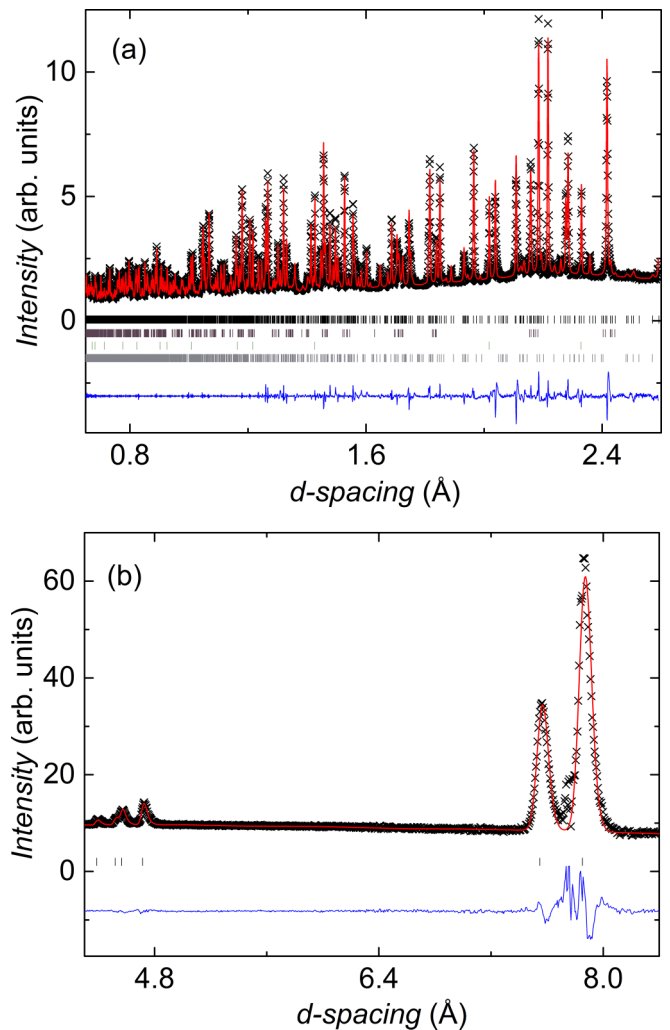 (a)
10
5
0
Intensity (arb. units)
0.8 1.6 2.4
d-spacing (Å)
(b)
60
40
20
0
Intensity (arb. units)
4.8 6.4 8.0
d-spacing (Å)